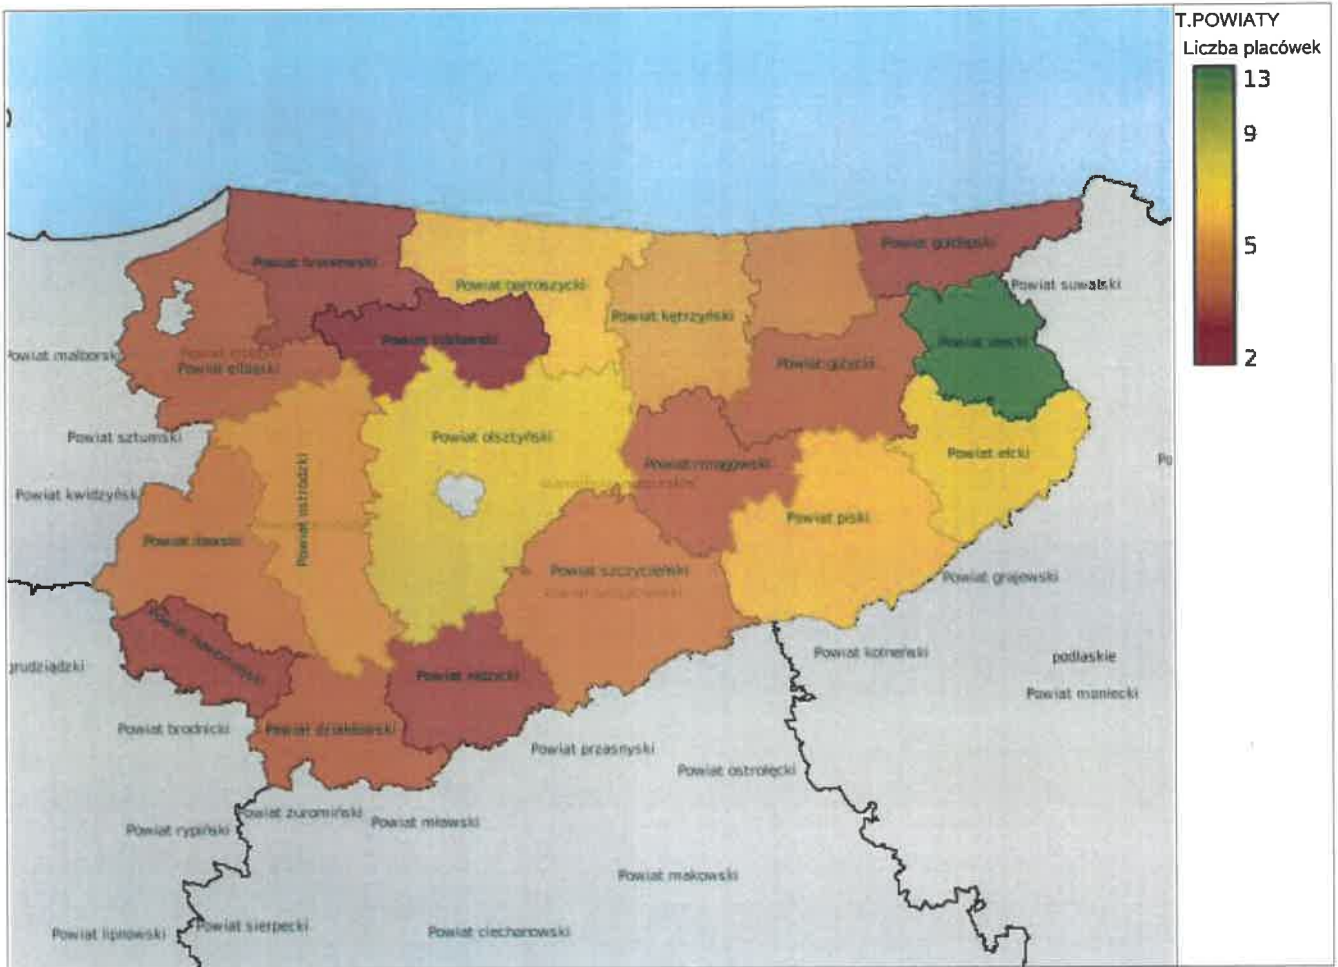 T.POWIATY
Liczba placówek
13
9
5
2
Powiat braniewski
Powiat gołdapski
Powiat bartoszycki
Powiat suwalski
Powiat kętrzyński
Powiat lidzbarski
Powiat olecki
Powiat malborsk
Powiat elbląski
Powiat giżycki
Powiat sztumski
Powiat olsztyński
Powiat ełcki
Po
Powiat mrągowski
Powiat kwidzyńsk
Powiat ostródzki
Powiat piski
Powiat iławski
Powiat szczycieński
Powiat grajewski
Powiat nowomiejski
grudziądzki
Powiat kolneński
podlaskie
Powiat nidzicki
Powiat moniecki
Powiat brodnicki
Powiat działdowski
Powiat przasnyski
Powiat ostrołęcki
Powiat żuromiński
Powiat mławski
Powiat rypiński
Powiat makowski
Powiat lipnowski
Powiat sierpecki
Powiat ciechanowski